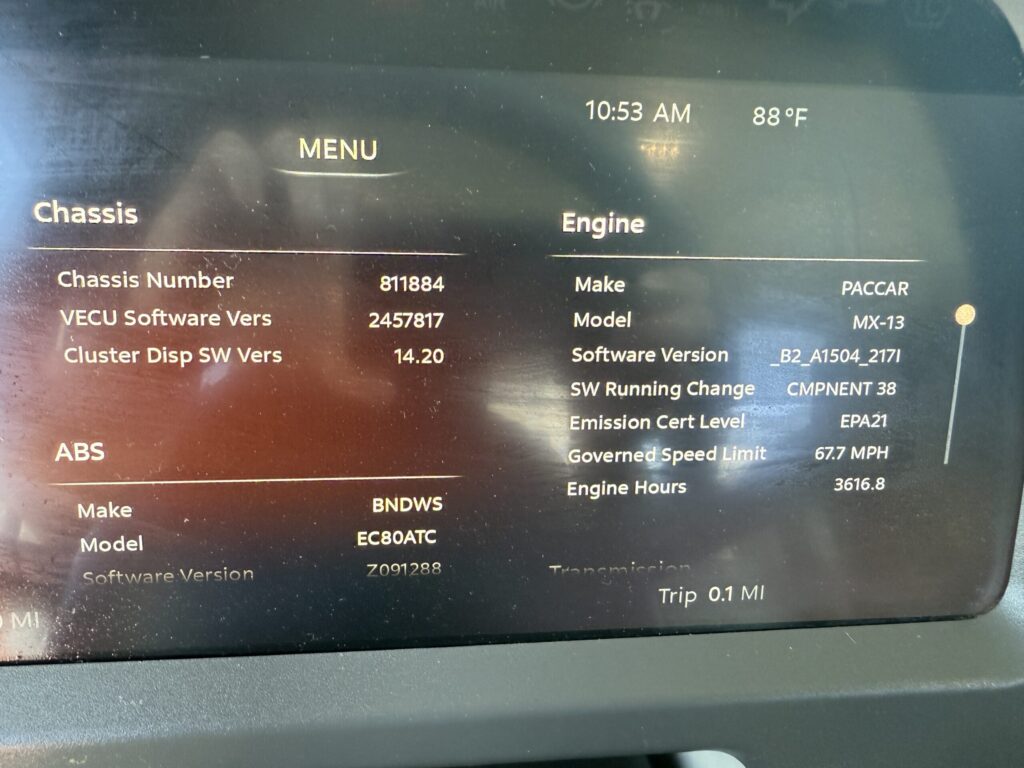 10:53 AM 88°F
MENU
Chassis
Chassis Number 811884
VECU Software Vers 2457817
Cluster Disp SW Vers 14.20
ABS
Make BNDWS
Model EC80ATC
Software Version Z091288
Engine
Make PACCAR
Model MX-13
Software Version _B2_A1504_217I
SW Running Change CMPNENT 38
Emission Cert Level EPA21
Governed Speed Limit 67.7 MPH
Engine Hours 3616.8
Transmission
MI
Trip 0.1 MI